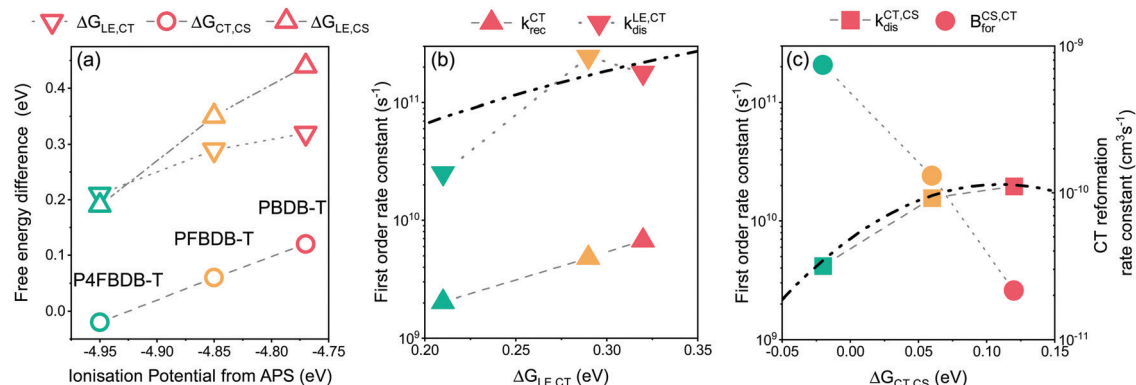 ΔG_LE,CT ΔG_CT,CS ΔG_LE,CS
k_rec^CT k_dis^LE,CT
k_dis^CT,CS B_for^CS,CT
(a)
(b)
(c)
Free energy difference (eV)
0.4
0.3
0.2
0.1
0.0
PBDB-T
PFBDB-T
P4FBDB-T
-4.95 -4.90 -4.85 -4.80 -4.75
Ionisation Potential from APS (eV)
First order rate constant (s⁻¹)
10¹¹
10¹⁰
10⁹
0.20 0.25 0.30 0.35
ΔG_LE,CT (eV)
First order rate constant (s⁻¹)
10¹¹
10¹⁰
10⁹
-0.05 0.00 0.05 0.10 0.15
ΔG_CT,CS (eV)
10⁻⁹
10⁻¹⁰
10⁻¹¹
CT reformation
rate constant (cm³s⁻¹)